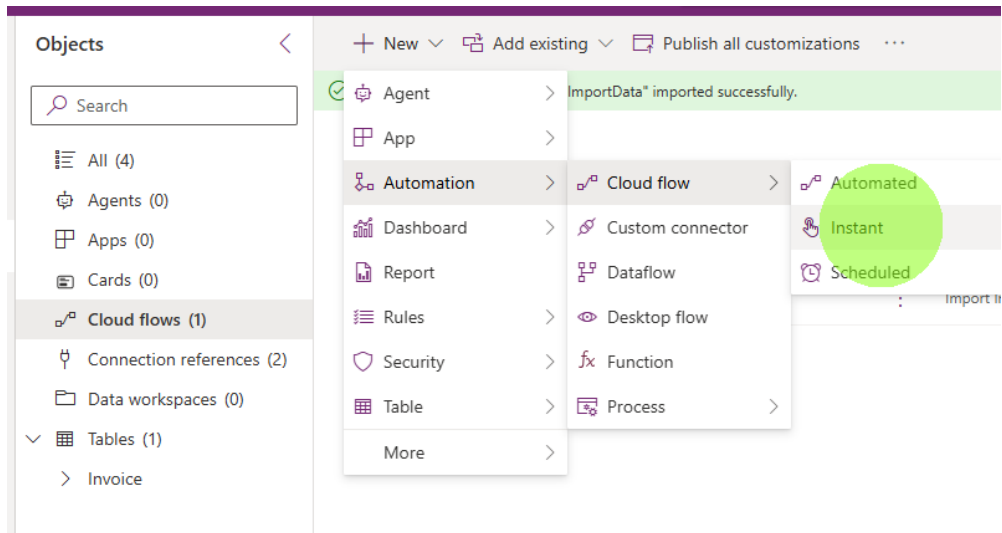 Objects
Search
All (4)
Agents (0)
Apps (0)
Cards (0)
Cloud flows (1)
Connection references (2)
Data workspaces (0)
Tables (1)
Invoice
New
Add existing
Publish all customizations
ImportData" imported successfully.
Agent
App
Automation
Dashboard
Report
Rules
Security
Table
More
Cloud flow
Custom connector
Dataflow
Desktop flow
fx Function
Process
Automated
Instant
Scheduled
Import